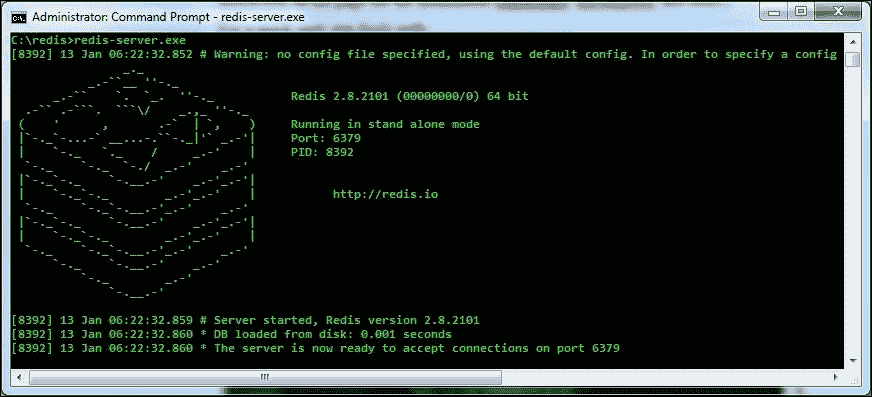 Administrator: Command Prompt - redis-server.exe
C:\redis>redis-server.exe
[8392] 13 Jan 06:22:32.852 # Warning: no config file specified, using the default config. In order to specify a config
Redis 2.8.2101 (00000000/0) 64 bit
Running in stand alone mode
Port: 6379
PID: 8392
http://redis.io
[8392] 13 Jan 06:22:32.859 # Server started, Redis version 2.8.2101
[8392] 13 Jan 06:22:32.860 * DB loaded from disk: 0.001 seconds
[8392] 13 Jan 06:22:32.860 * The server is now ready to accept connections on port 6379